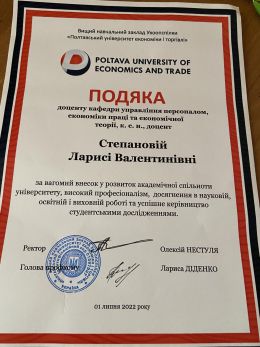 Вищий навчальний заклад Укоопспілки
«Полтавський університет економіки і торгівлі»
POLTAVA UNIVERSITY OF
ECONOMICS AND TRADE
ПОДЯКА
доценту кафедри управління персоналом,
економіки праці та економічної
теорії, к. е. н., доцент
Степановій
Ларисі Валентинівні
за вагомий внесок у розвиток академічної спільноти
університету, високий професіоналізм, досягнення в науковій,
освітній і виховній роботі та успішне керівництво
студентськими дослідженнями.
Ректор Олексій НЕСТУЛЯ
Голова профкому Лариса ДІДЕНКО
01 липня 2022 року